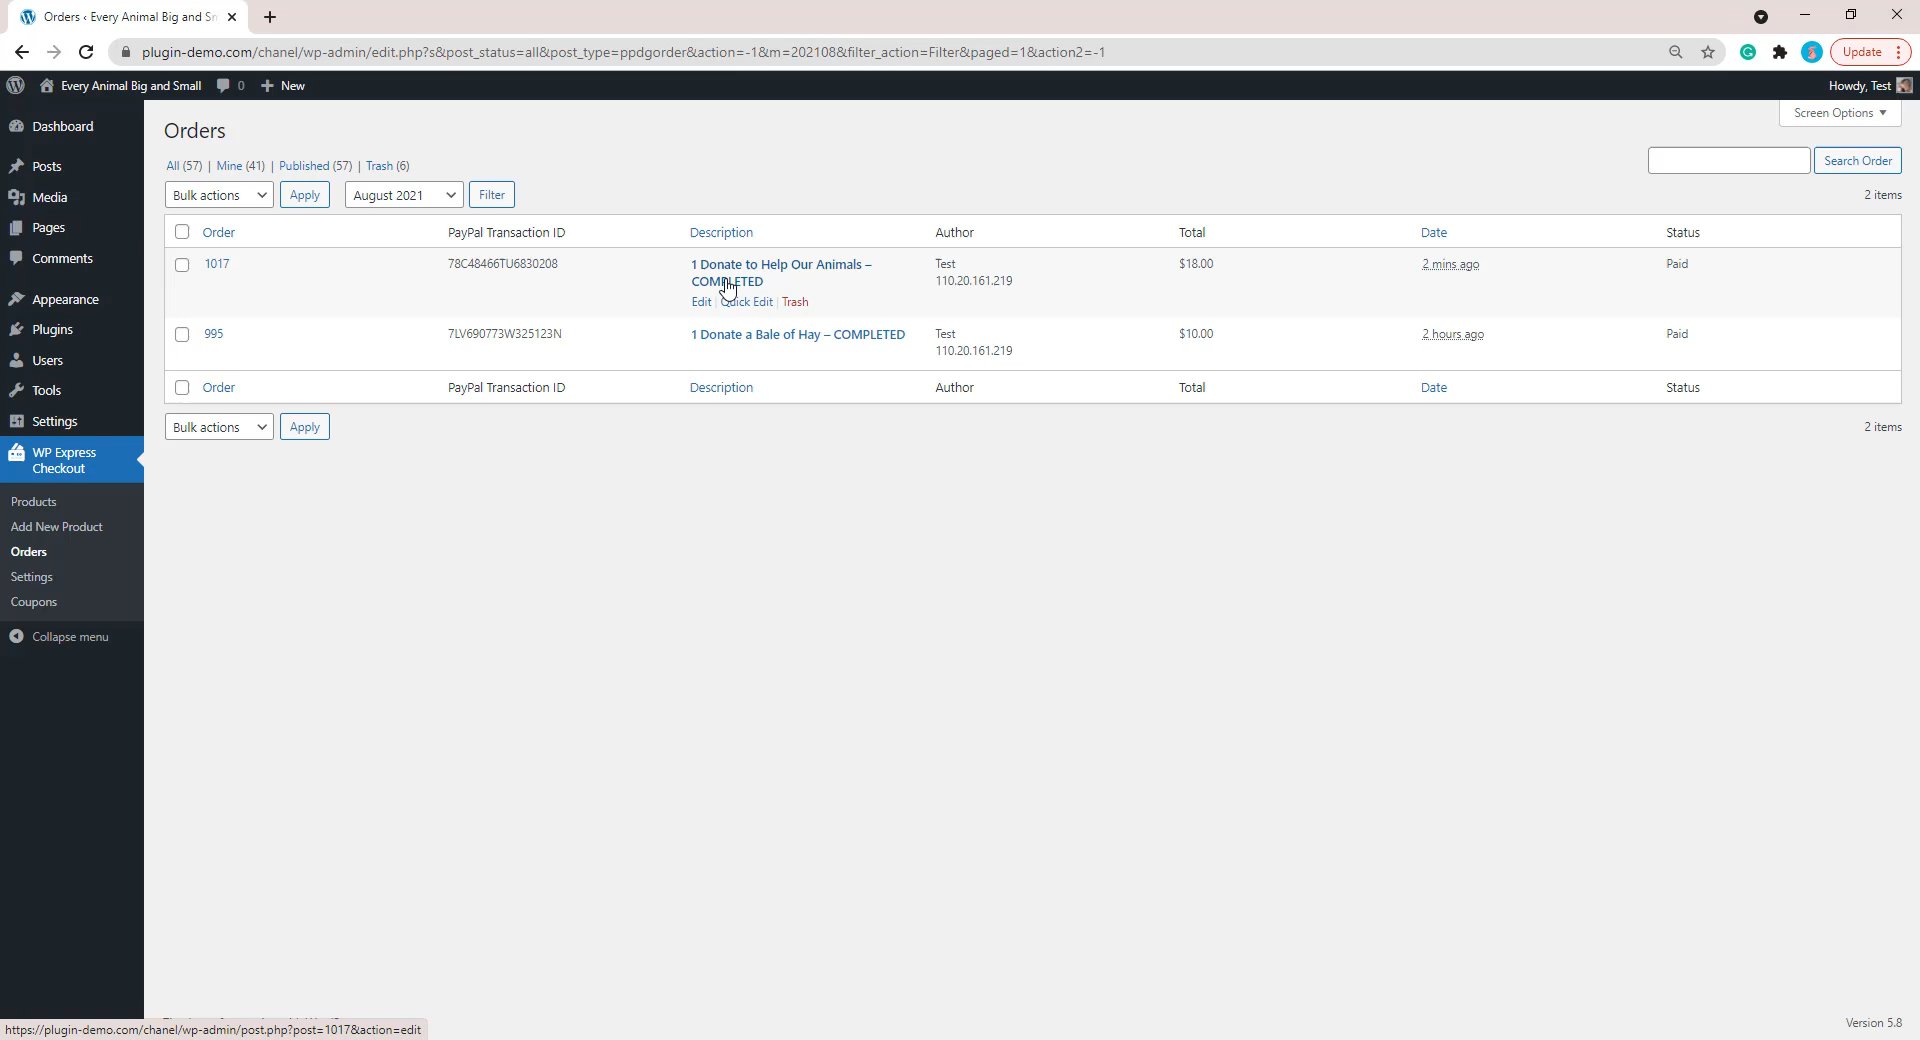 Orders ‹ Every Animal Big and Sm
plugin-demo.com/chanel/wp-admin/edit.php?s&post_status=all&post_type=ppdgorder&action=-1&m=202108&filter_action=Filter&paged=1&action2=-1
Update
Every Animal Big and Small
0
New
Howdy, Test
Dashboard
Posts
Media
Pages
Comments
Appearance
Plugins
Users
Tools
Settings
WP Express
Checkout
Products
Add New Product
Orders
Settings
Coupons
Collapse menu
Screen Options
Orders
All (57) | Mine (41) | Published (57) | Trash (6)
Search Order
Bulk actions Apply August 2021 Filter
2 items
Order PayPal Transaction ID Description Author Total Date Status
1017 78C48466TU6830208 1 Donate to Help Our Animals – Test $18.00 2 mins ago Paid
COMPLETED 110.20.161.219
Edit | Quick Edit | Trash
995 7LV690773W325123N 1 Donate a Bale of Hay – COMPLETED Test $10.00 2 hours ago Paid
110.20.161.219
Order PayPal Transaction ID Description Author Total Date Status
Bulk actions Apply
2 items
https://plugin-demo.com/chanel/wp-admin/post.php?post=1017&action=edit
Version 5.8